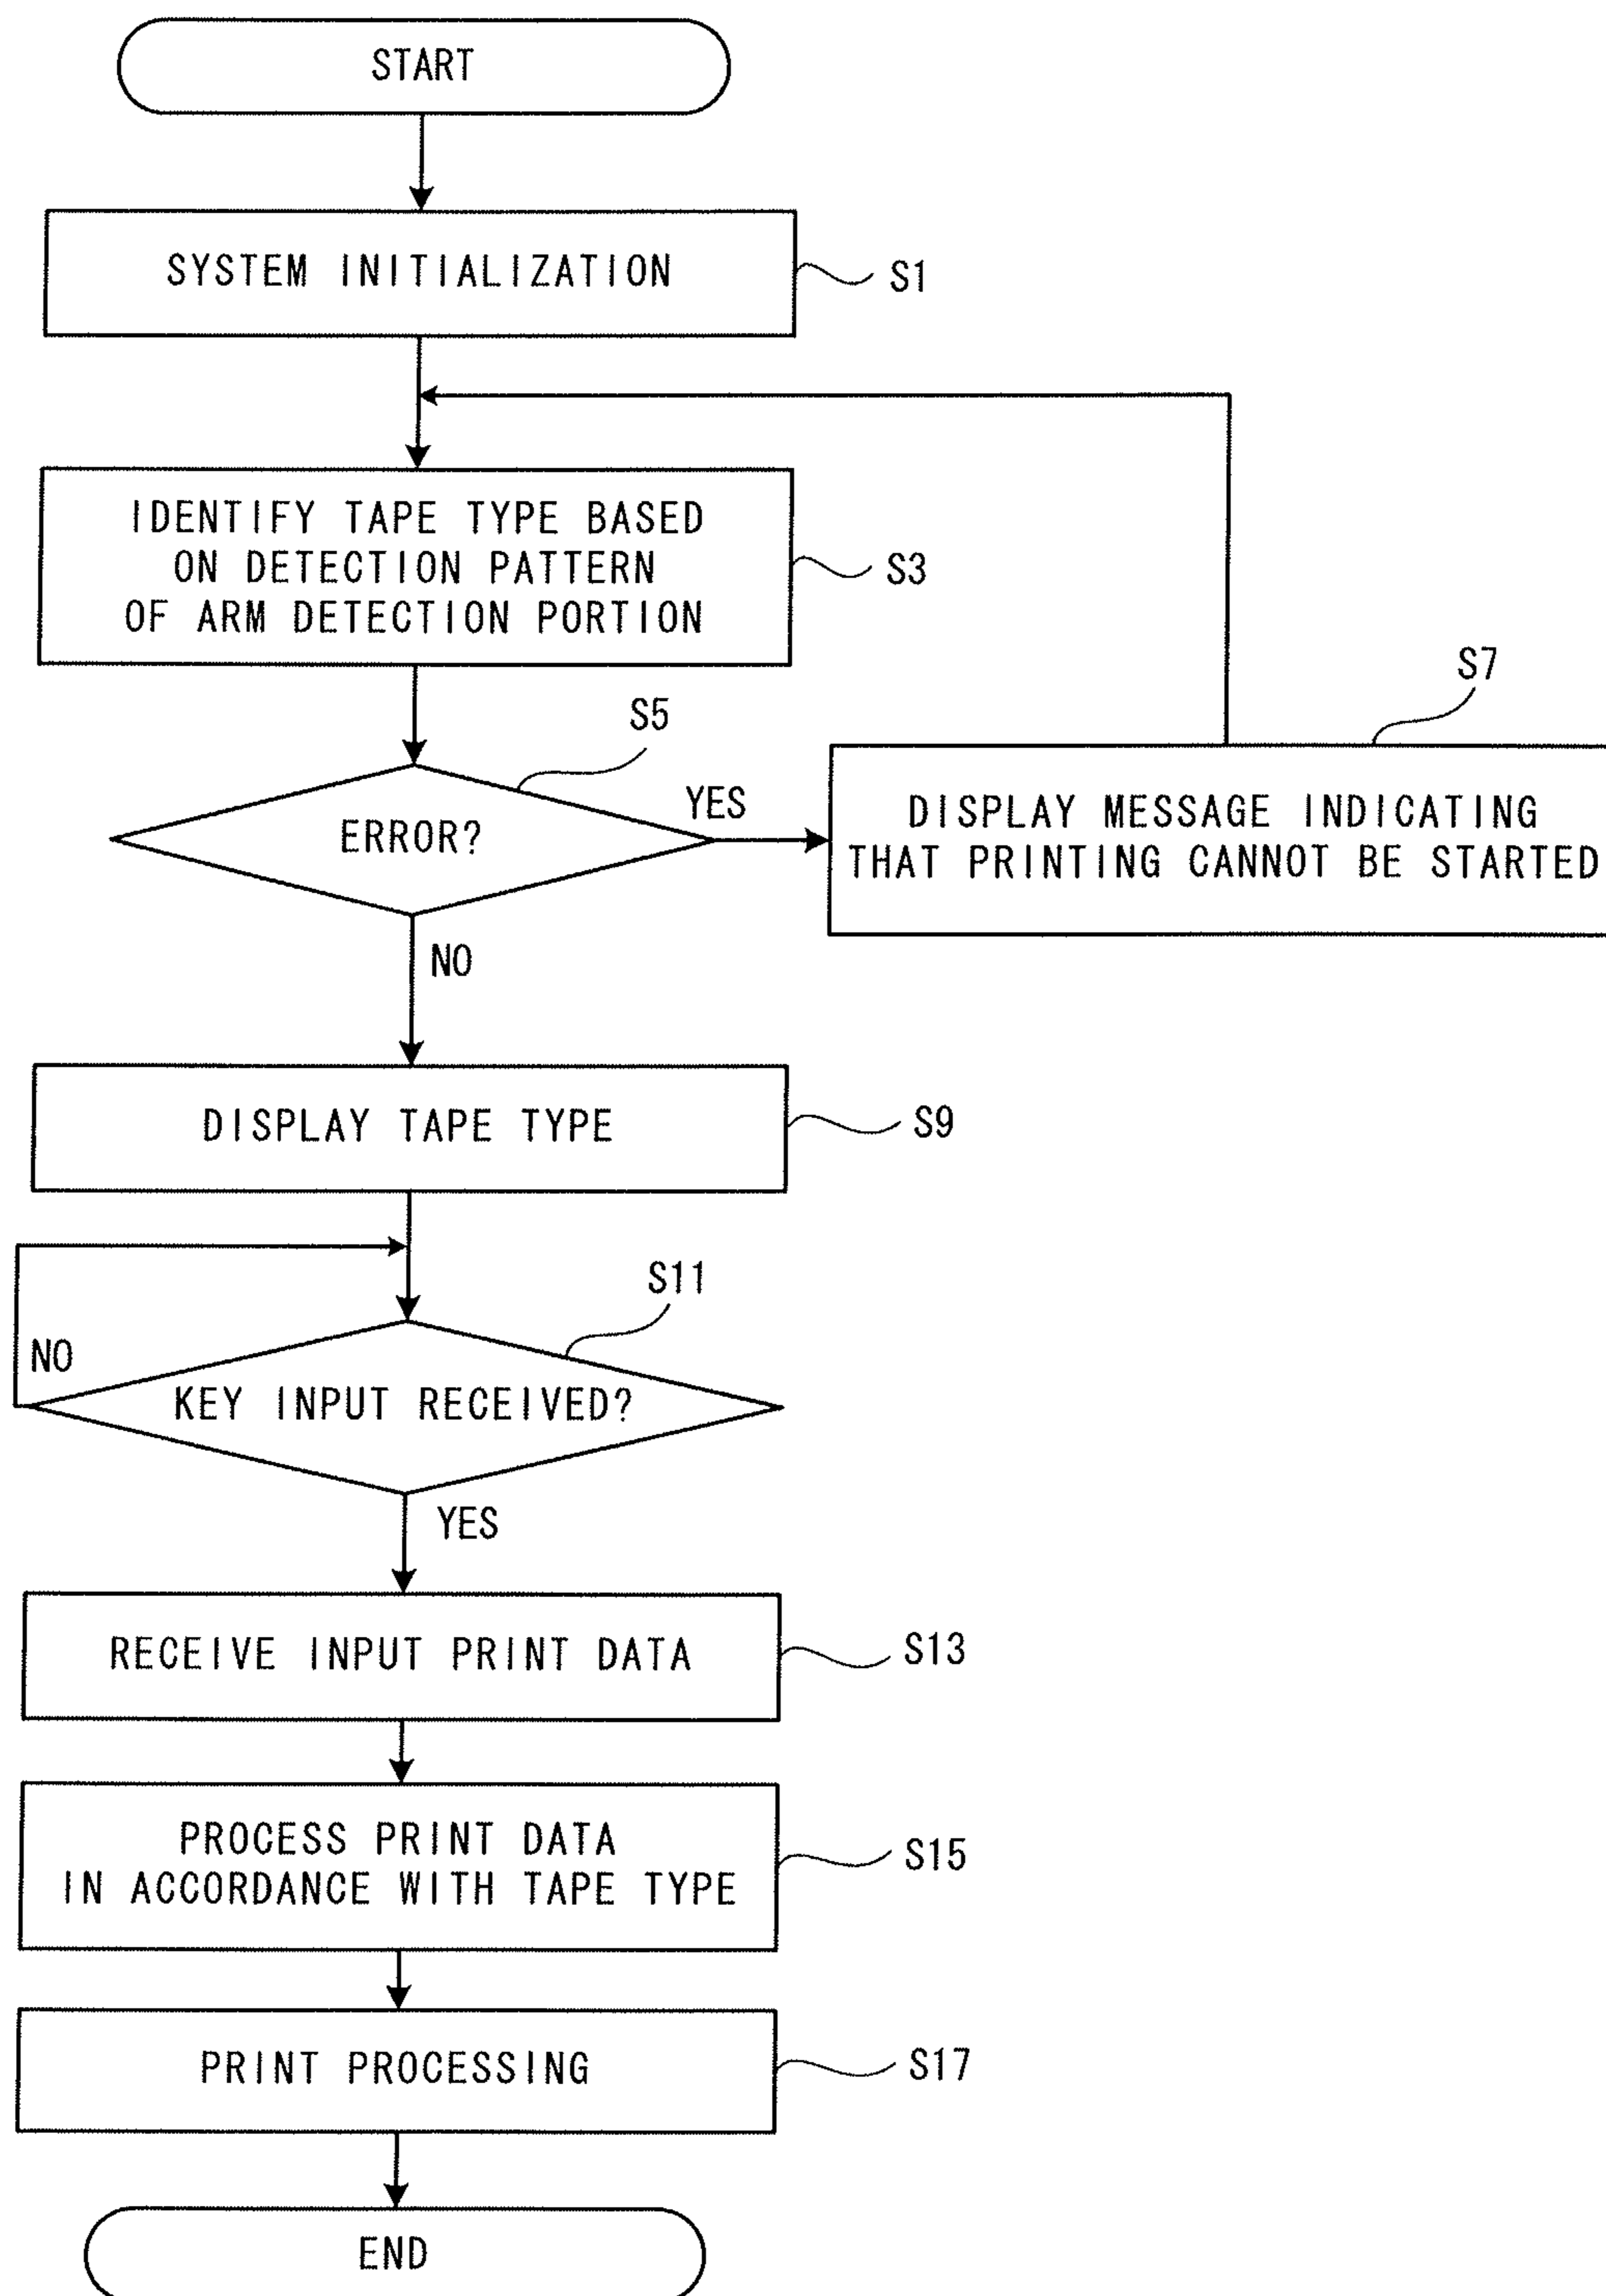 START
SYSTEM INITIALIZATION
S1
IDENTIFY TAPE TYPE BASED
ON DETECTION PATTERN
OF ARM DETECTION PORTION
S3
S5
ERROR?
YES
NO
S7
DISPLAY MESSAGE INDICATING
THAT PRINTING CANNOT BE STARTED
DISPLAY TAPE TYPE
S9
S11
NO
KEY INPUT RECEIVED?
YES
RECEIVE INPUT PRINT DATA
S13
PROCESS PRINT DATA
IN ACCORDANCE WITH TAPE TYPE
S15
PRINT PROCESSING
S17
END